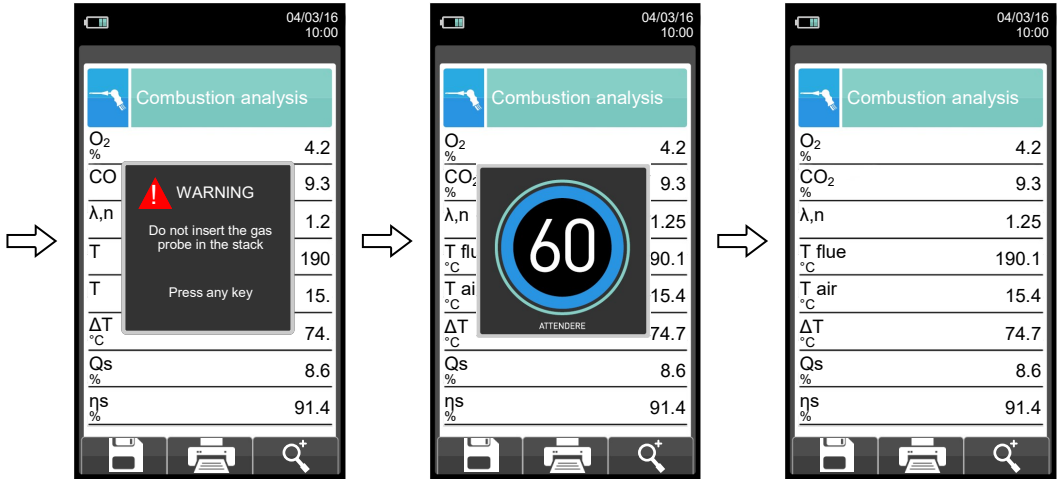 04/03/16
10:00
Combustion analysis
O2
%
4.2
CO
9.3
λ,n
1.2
T
190
T
15.
ΔT
°C
74.
Qs
%
8.6
ηs
%
91.4
! WARNING
Do not insert the gas
probe in the stack
Press any key
04/03/16
10:00
Combustion analysis
O2
%
4.2
CO2
%
9.3
λ,n
1.25
T flu
°C
90.1
T ai
°C
15.4
ΔT
°C
74.7
Qs
%
8.6
ηs
%
91.4
60
ATTENDERE
04/03/16
10:00
Combustion analysis
O2
%
4.2
CO2
%
9.3
λ,n
1.25
T flue
°C
190.1
T air
°C
15.4
ΔT
°C
74.7
Qs
%
8.6
ηs
%
91.4